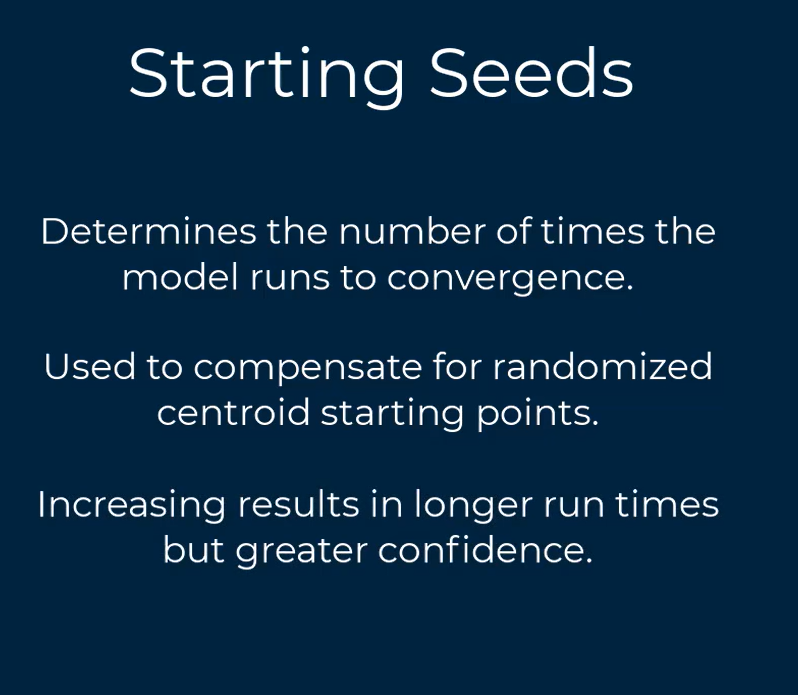 Starting Seeds
Determines the number of times the
model runs to convergence.
Used to compensate for randomized
centroid starting points.
Increasing results in longer run times
but greater confidence.